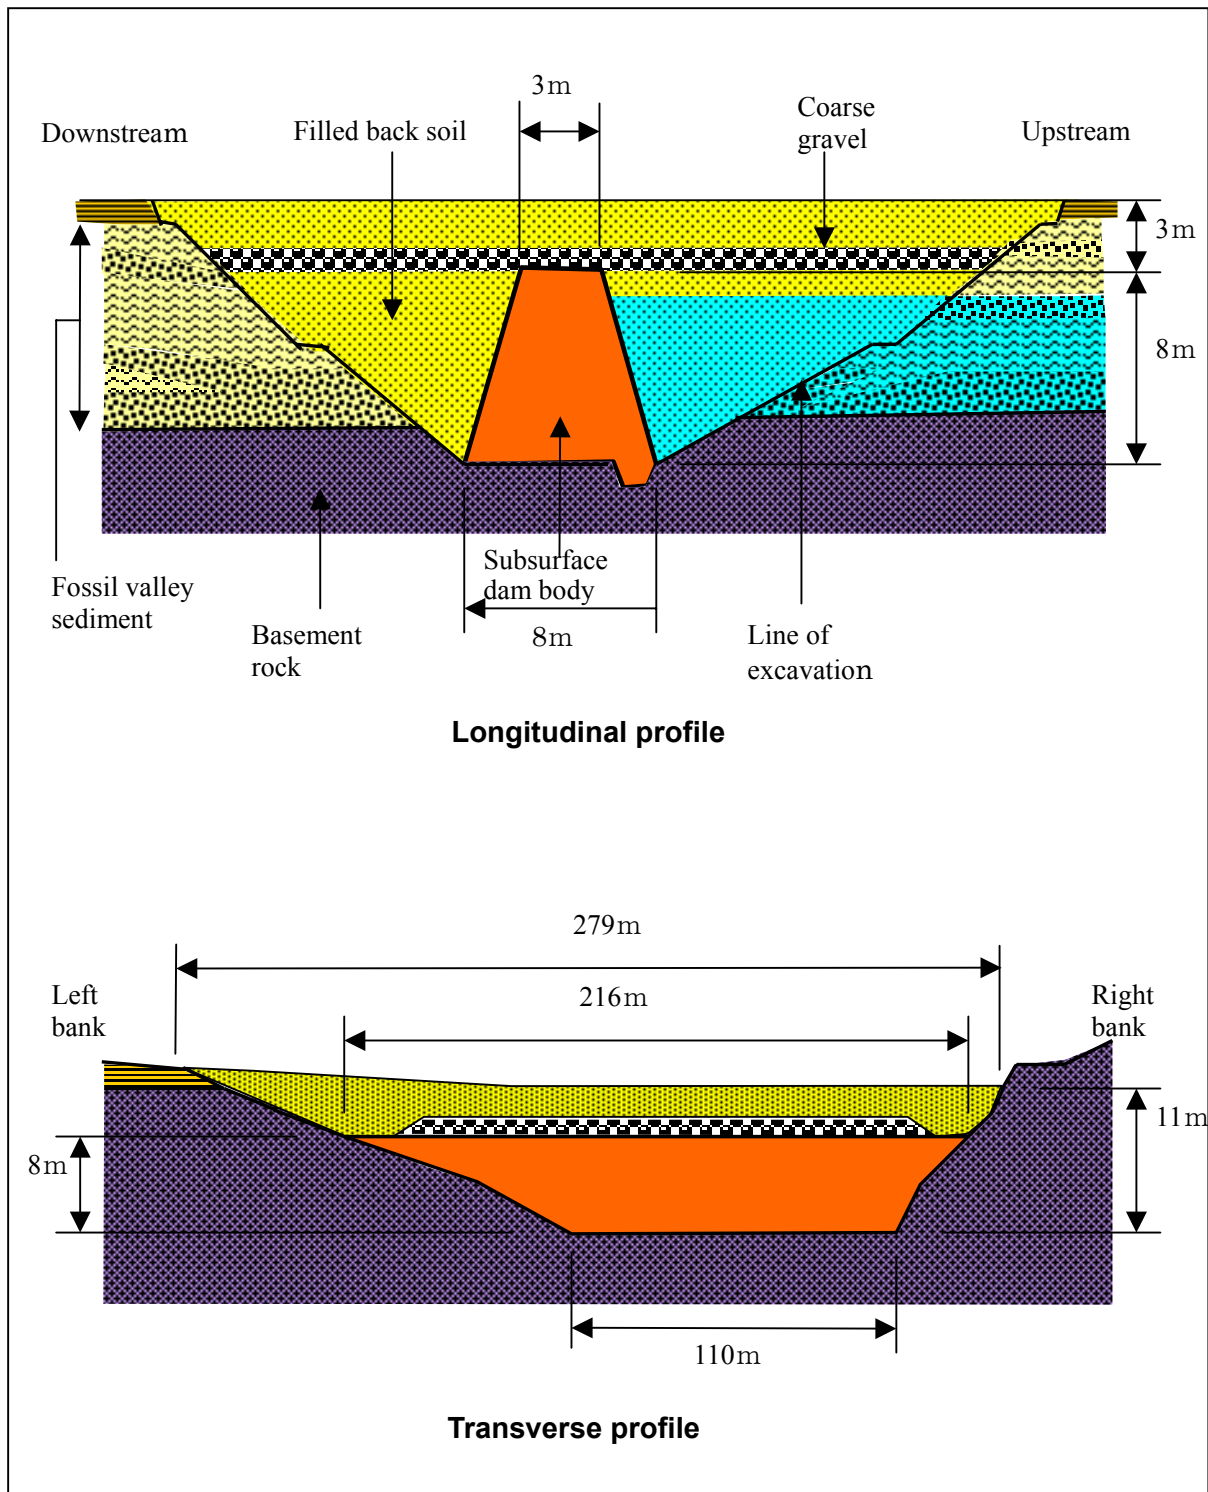 3m
Downstream
Filled back soil
Coarse
gravel
Upstream
3m
8m
Fossil valley
sediment
Basement
rock
Subsurface
dam body
8m
Line of
excavation
Longitudinal profile
279m
216m
Left
bank
Right
bank
8m
11m
110m
Transverse profile